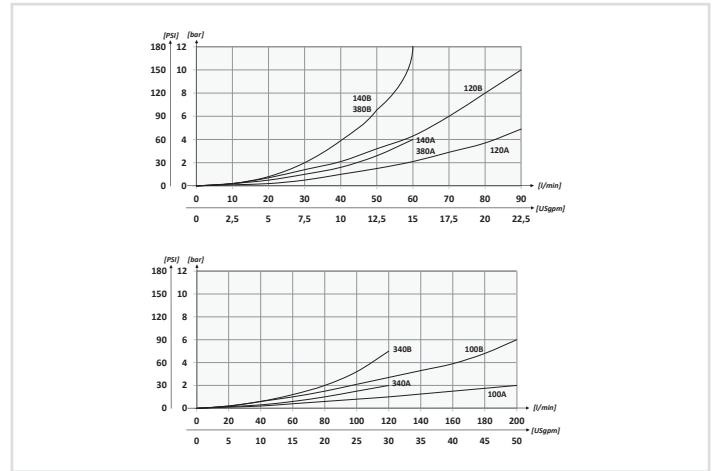 [PSI] [bar]
180 12
150 10
120 8
90 6
60 4
30 2
0 0
140B
380B
120B
140A
380A
120A
0 10 20 30 40 50 60 70 80 90 [l/min]
0 2,5 5 7,5 10 12,5 15 17,5 20 22,5 [USgpm]
[PSI] [bar]
180 12
150 10
120 8
90 6
60 4
30 2
0 0
340B
100B
340A
100A
0 20 40 60 80 100 120 140 160 180 200 [l/min]
0 5 10 15 20 25 30 35 40 45 50 [USgpm]